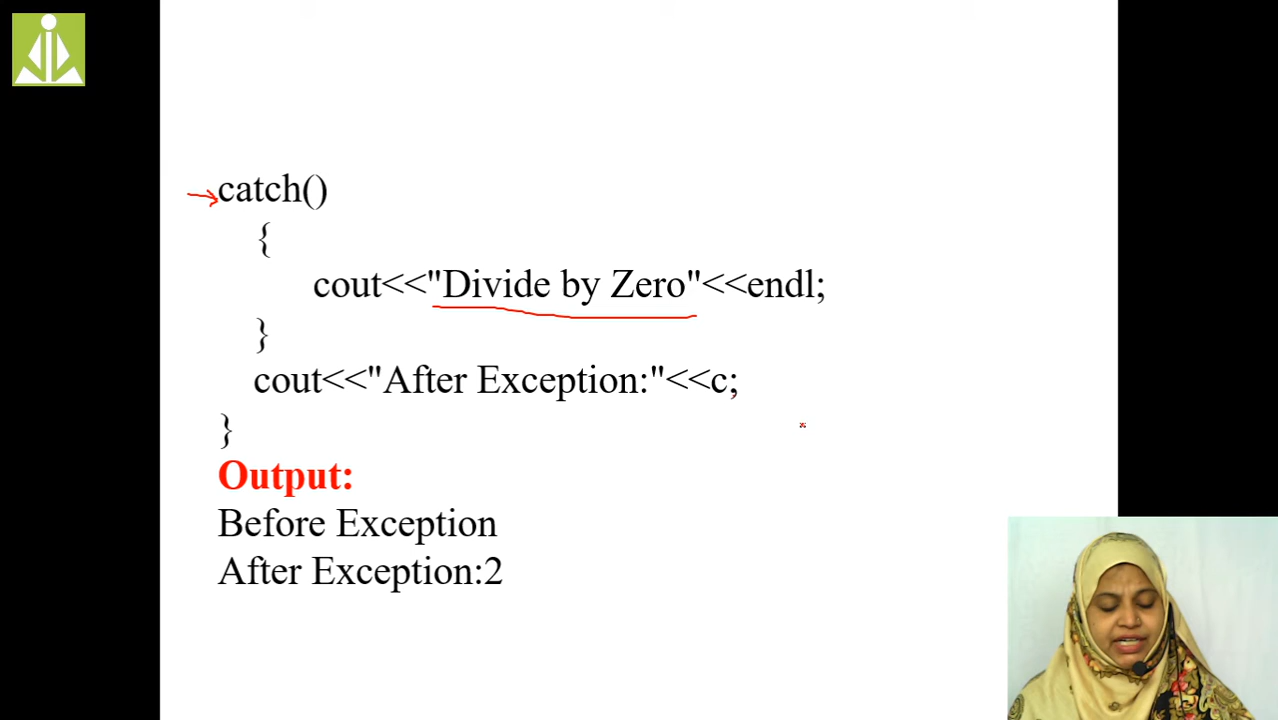 catch()
{
cout<<"Divide by Zero"<<endl;
}
cout<<"After Exception:"<<c;
}
Output:
Before Exception
After Exception:2